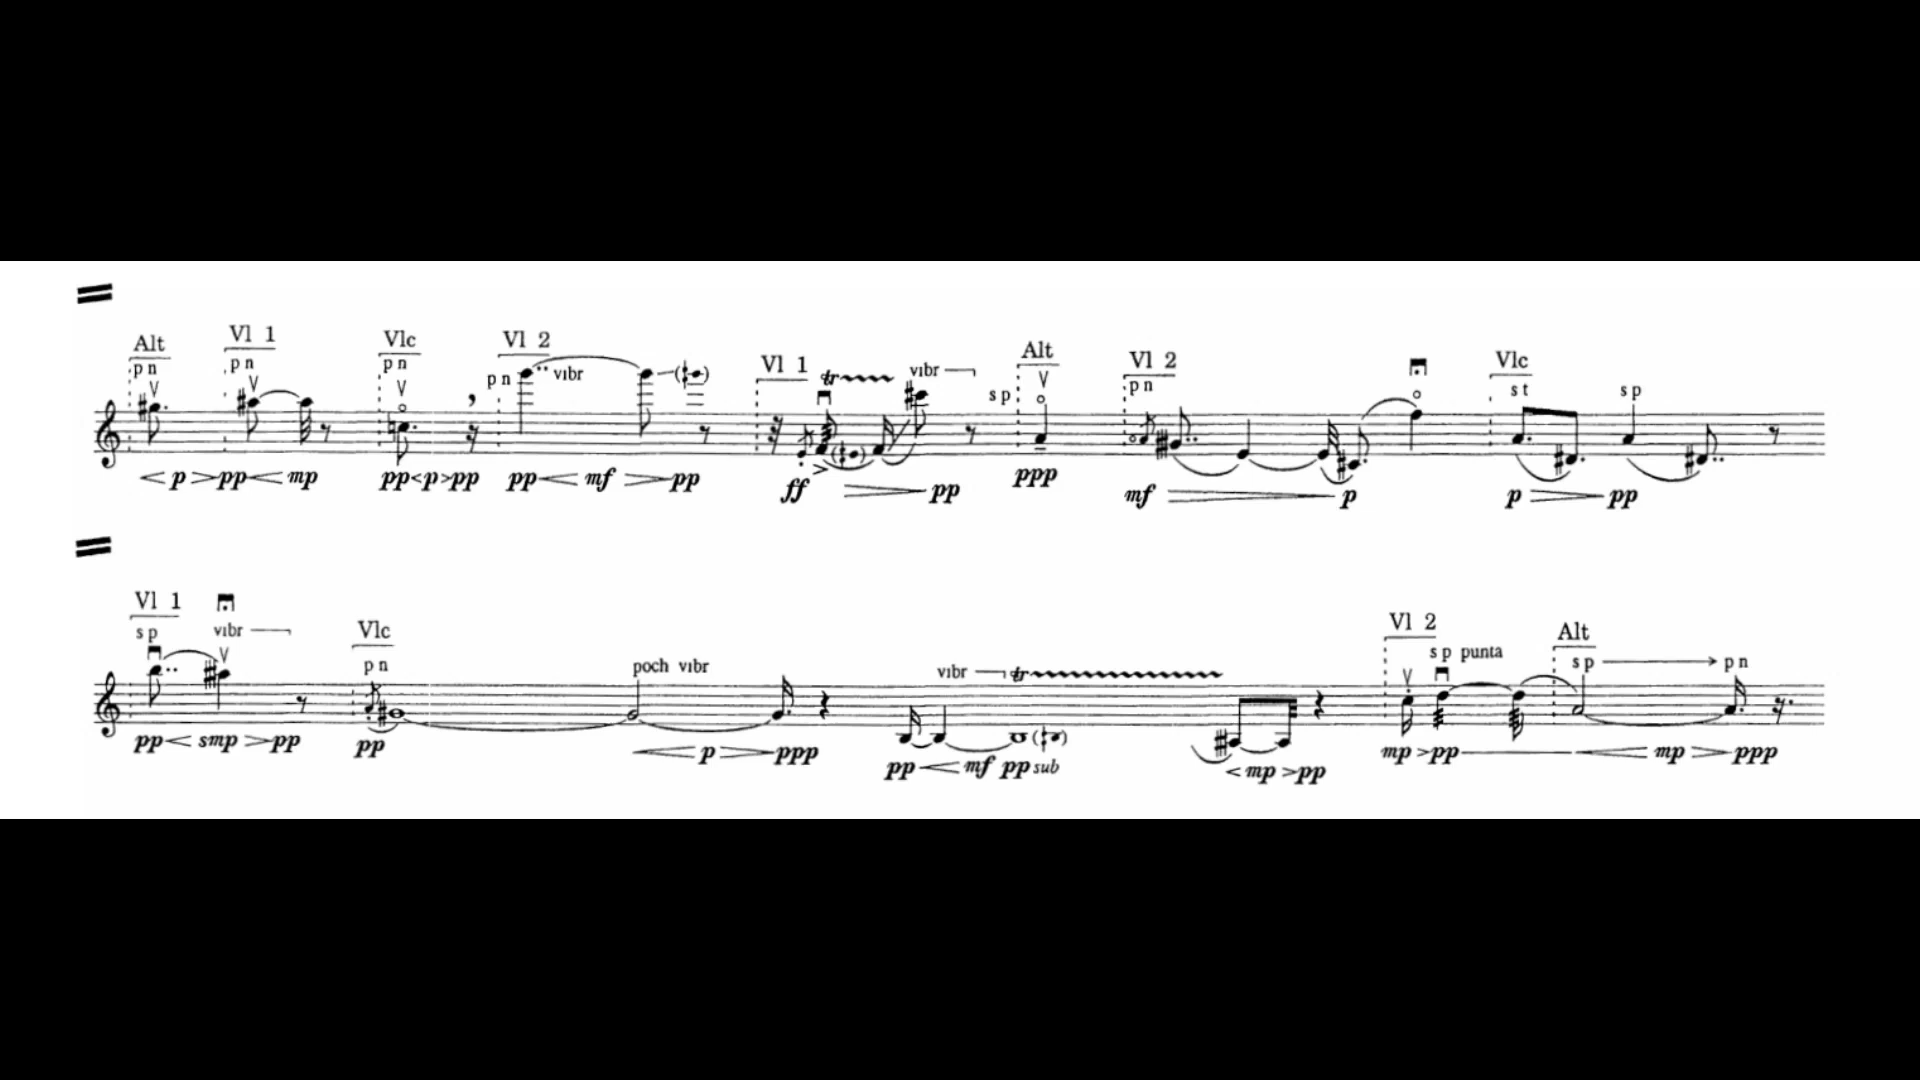 Alt Vl 1 Vlc Vl 2 Vl 1 Alt Vl 2 Vlc
p n p n p n p n vibr tr vibr s p p n s t s p
p pp mp pp p pp pp mf pp ff pp ppp mf p p pp
Vl 1 Vlc Vl 2 Alt
s p vibr p n poch vibr vibr tr s p punta s p p n
pp smp pp pp p ppp pp mf pp sub mp pp mp pp mp ppp